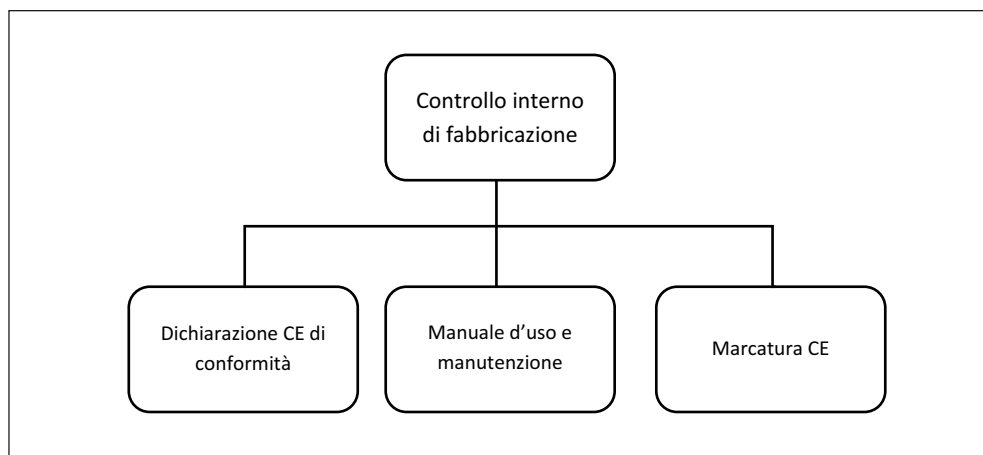 Controllo interno
di fabbricazione
Dichiarazione CE di
conformità
Manuale d’uso e
manutenzione
Marcatura CE